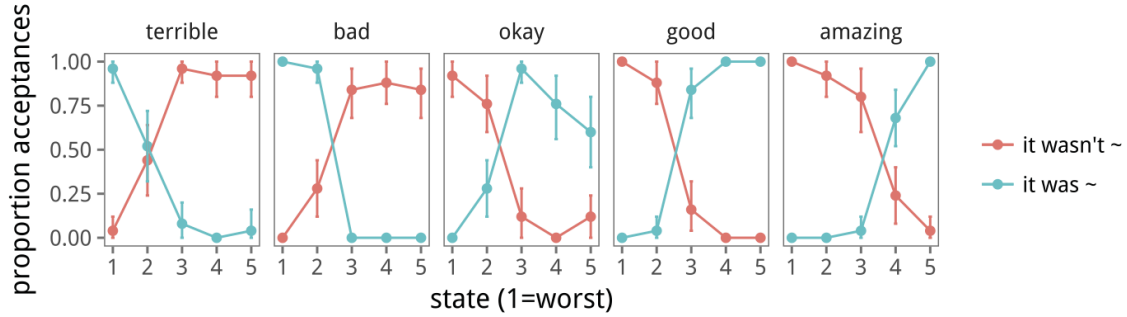 terrible bad okay good amazing
proportion acceptances
1.00
0.75
0.50
0.25
0.00
1 2 3 4 5 1 2 3 4 5 1 2 3 4 5 1 2 3 4 5 1 2 3 4 5
state (1=worst)
it wasn't ~
it was ~